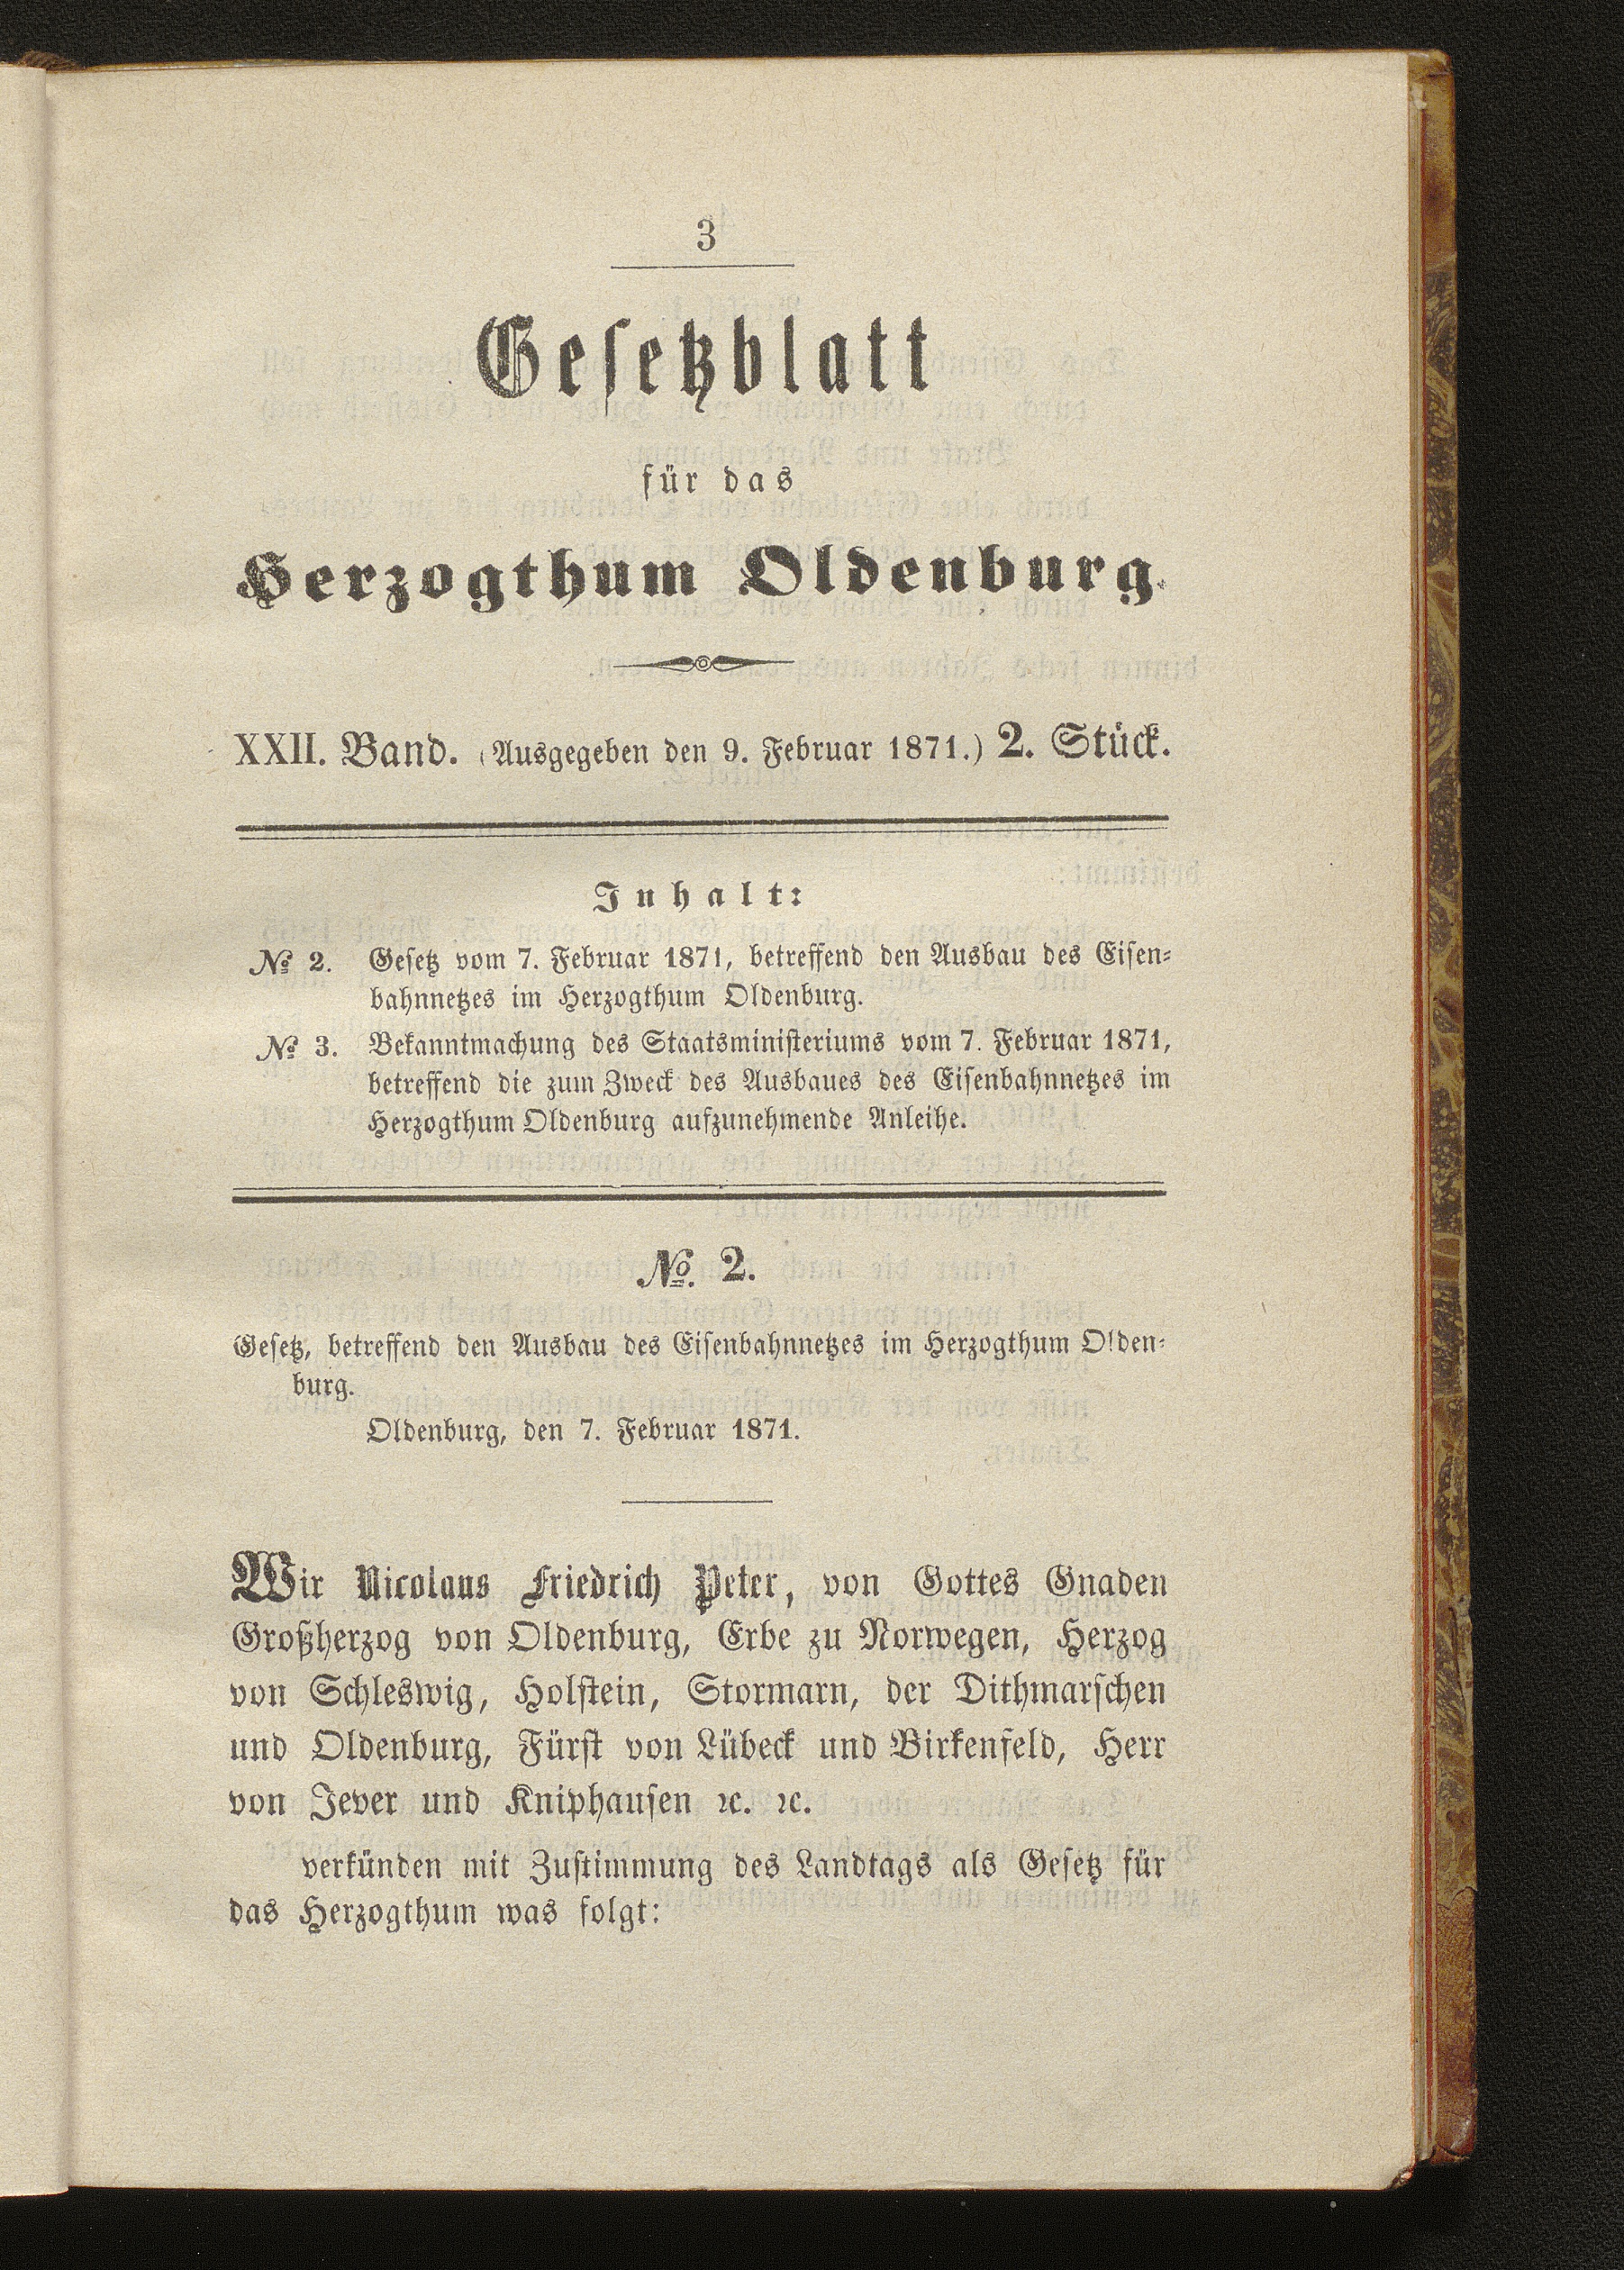 3
Gesetzblatt
für das
Herzogthum Oldenburg.
XXII. Band. (Ausgegeben den 9. Februar 1871.) 2. Stück.
Inhalt:
№ 2. Gesetz vom 7. Februar 1871, betreffend den Ausbau des Eisen-
bahnnetzes im Herzogthum Oldenburg.
№ 3. Bekanntmachung des Staatsministeriums vom 7. Februar 1871,
betreffend die zum Zweck des Ausbaues des Eisenbahnnetzes im
Herzogthum Oldenburg aufzunehmende Anleihe.
№. 2.
Gesetz, betreffend den Ausbau des Eisenbahnnetzes im Herzogthum Olden-
burg.
Oldenburg, den 7. Februar 1871.
Wir Nicolaus Friedrich Peter, von Gottes Gnaden
Großherzog von Oldenburg, Erbe zu Norwegen, Herzog
von Schleswig, Holstein, Stormarn, der Dithmarschen
und Oldenburg, Fürst von Lübeck und Birkenfeld, Herr
von Jever und Kniphausen ꝛc. ꝛc.
verkünden mit Zustimmung des Landtags als Gesetz für
das Herzogthum was folgt: